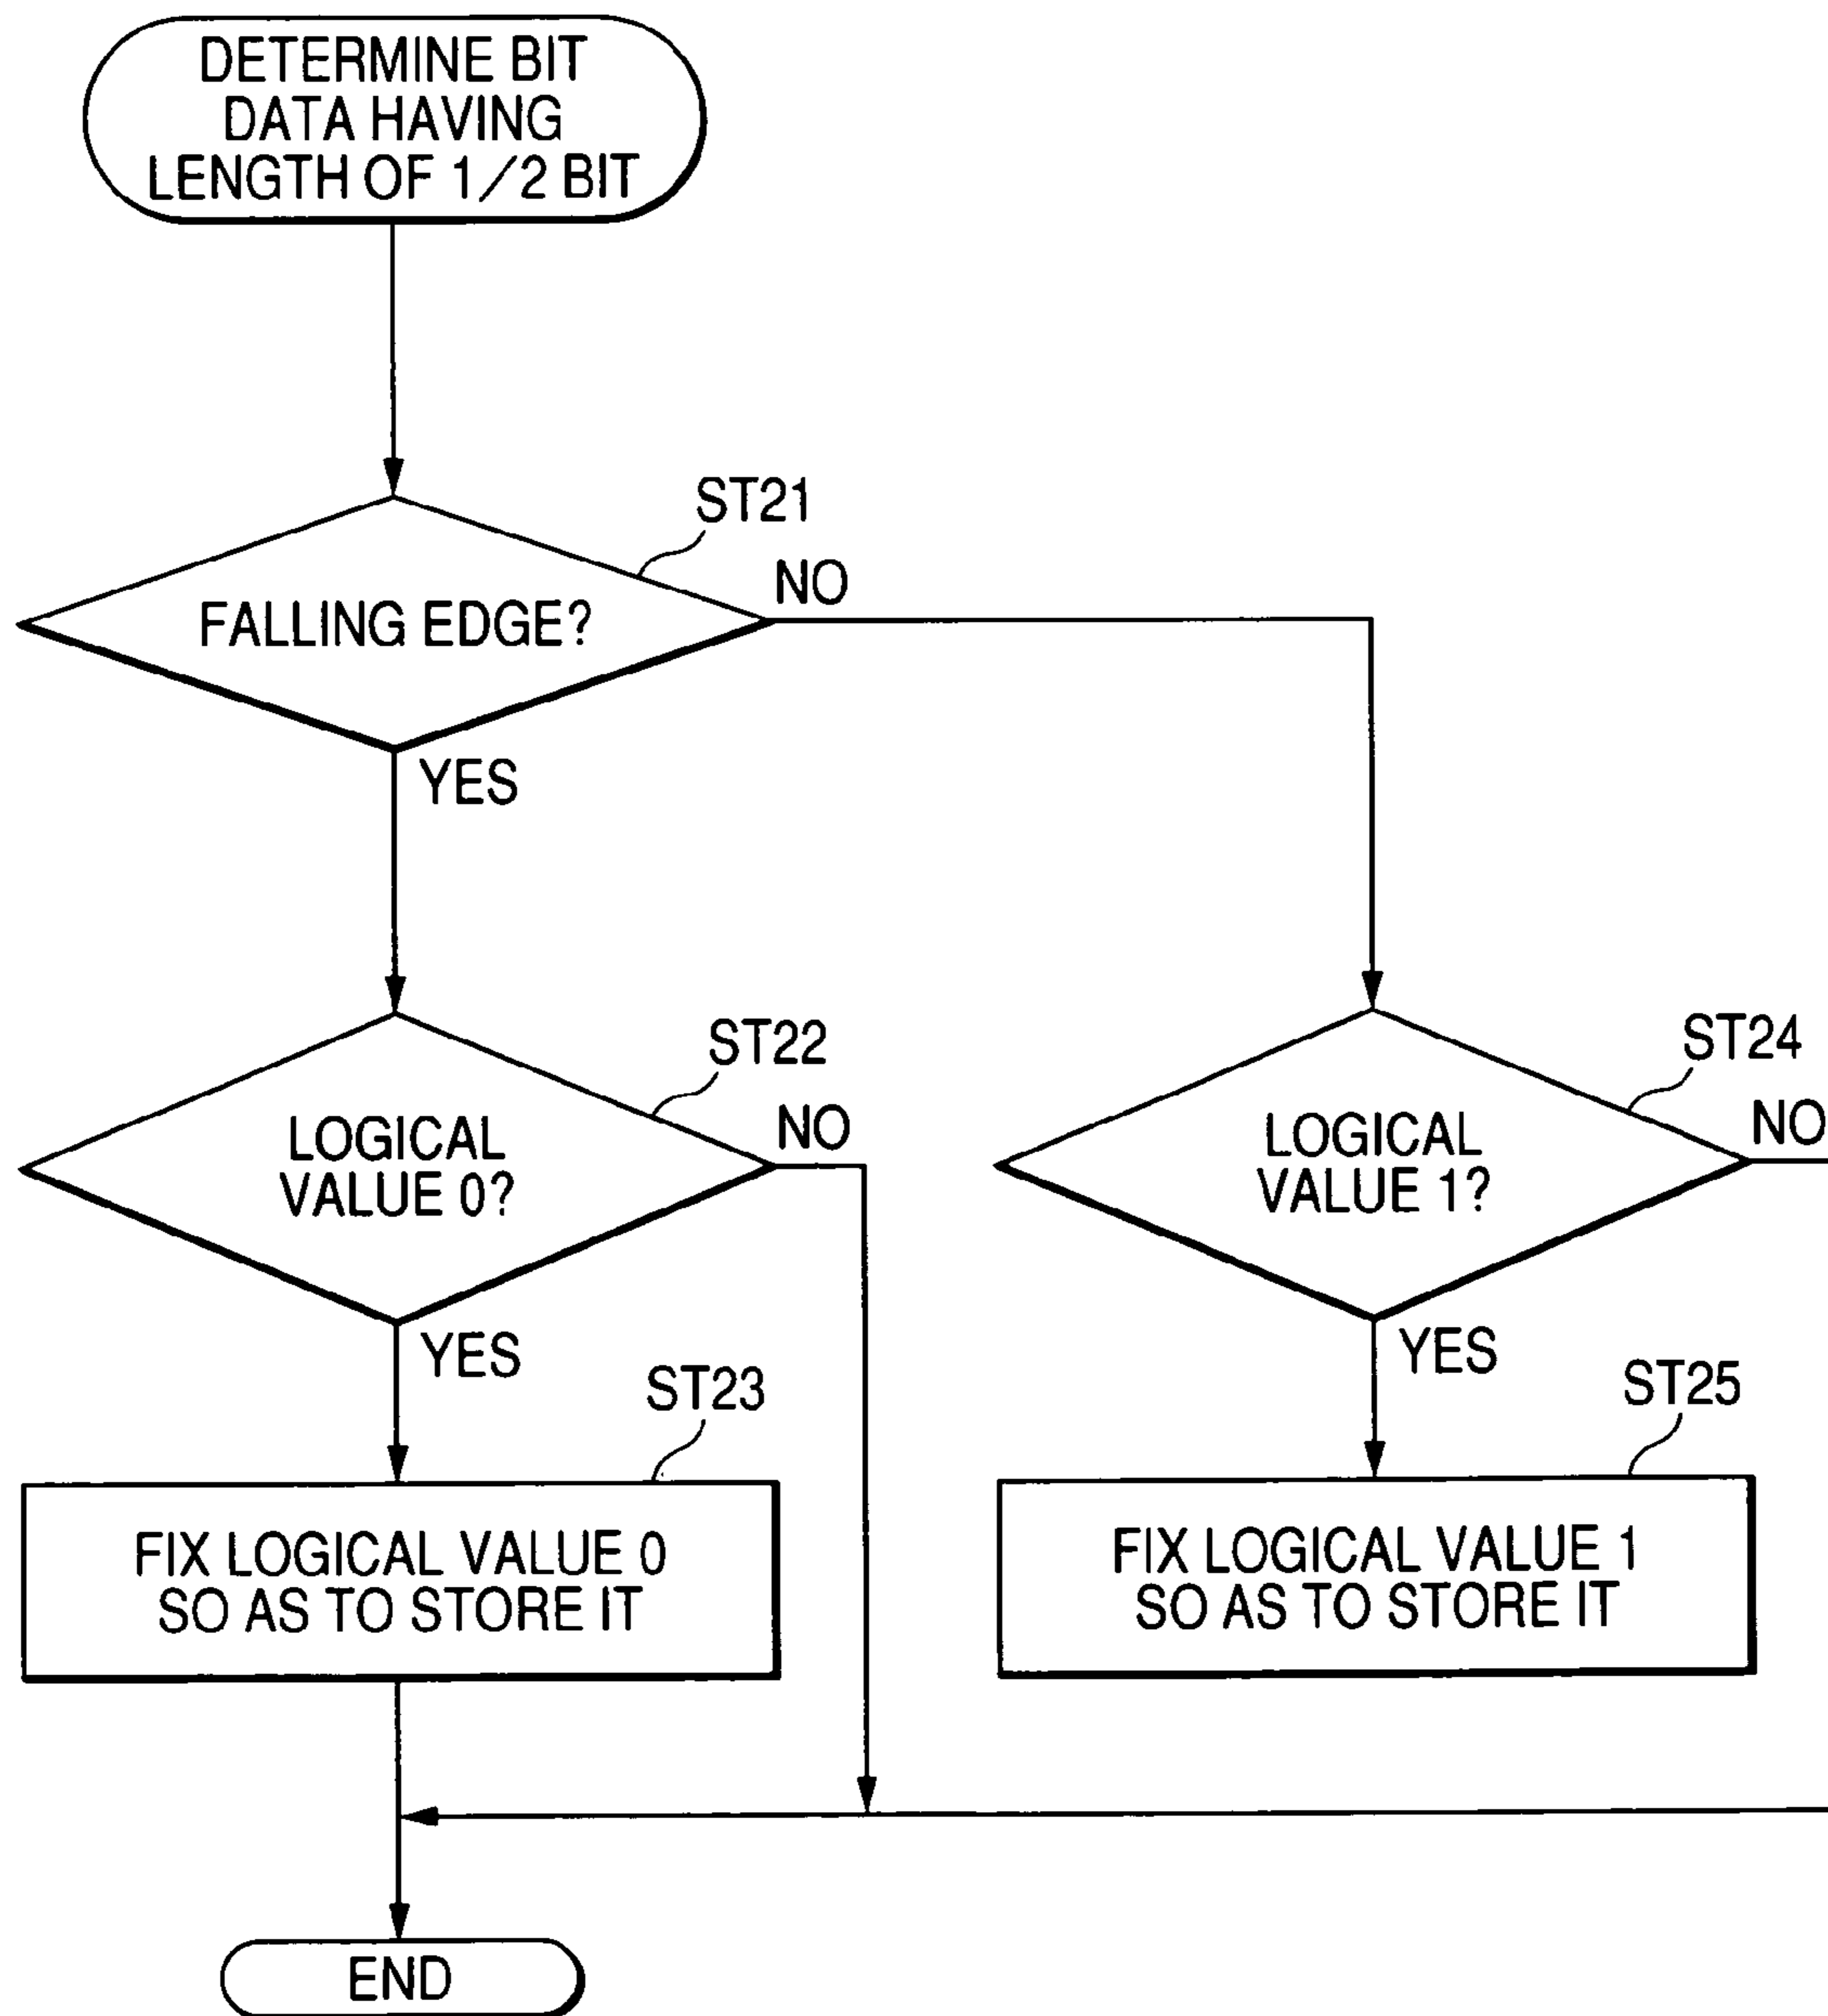 DETERMINE BIT
DATA HAVING
LENGTH OF 1/2 BIT
ST21
NO
FALLING EDGE?
YES
ST22
NO
LOGICAL
VALUE 0?
YES
ST24
NO
LOGICAL
VALUE 1?
YES
ST23
FIX LOGICAL VALUE 0
SO AS TO STORE IT
ST25
FIX LOGICAL VALUE 1
SO AS TO STORE IT
END